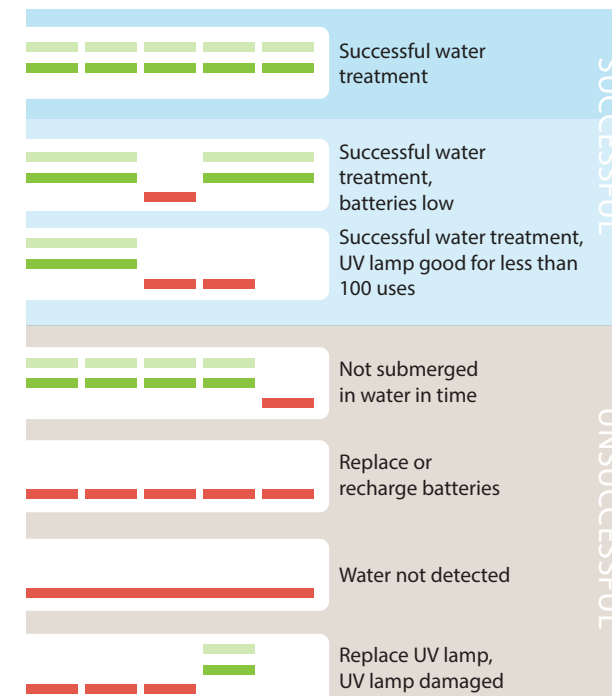 Successful water
treatment
Successful water
treatment,
batteries low
Successful water treatment,
UV lamp good for less than
100 uses
SUCCESSFUL
Not submerged
in water in time
Replace or
recharge batteries
Water not detected
Replace UV lamp,
UV lamp damaged
UNSUCCESSFUL